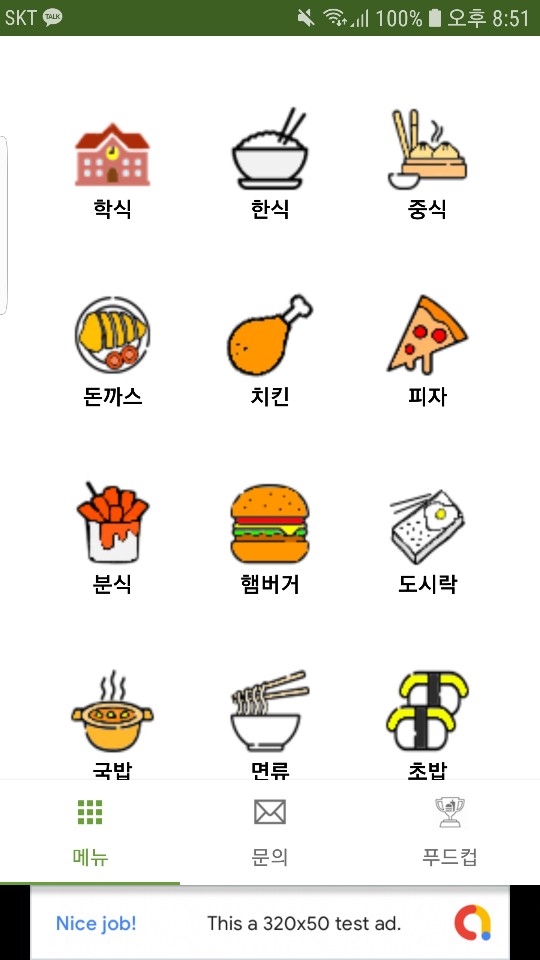 SKT TALK 100% 오후 8:51
학식 한식 중식
돈까스 치킨 피자
분식 햄버거 도시락
국밥 면류 초밥
메뉴 문의 푸드컵
Nice job! This a 320x50 test ad.